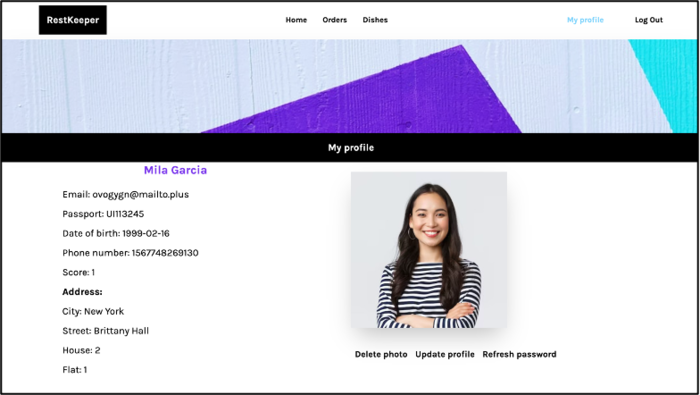 RestKeeper Home Orders Dishes My profile Log Out
My profile
Mila Garcia
Email: ovogygn@mailto.plus
Passport: UI113245
Date of birth: 1999-02-16
Phone number: 1567748269130
Score: 1
Address:
City: New York
Street: Brittany Hall
House: 2
Flat: 1
Delete photo Update profile Refresh password